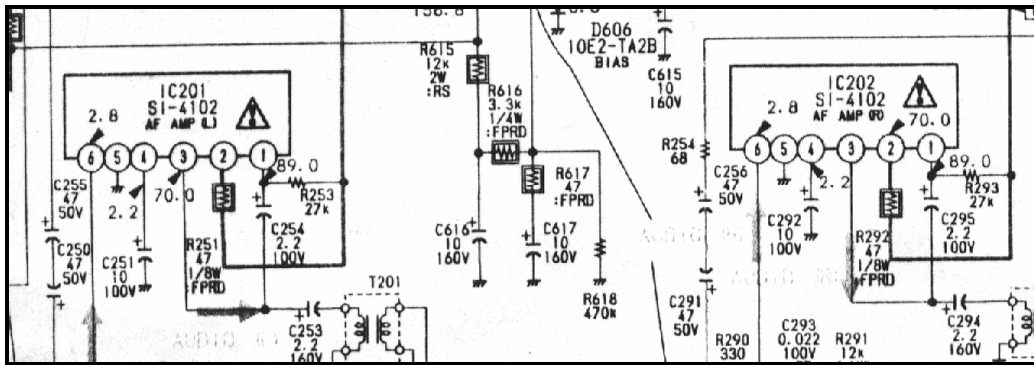 D606
10E2-TA2B
BIAS
R615
12k
2W
:RS
R616
3.3k
1/4W
:FPRD
C615
10
160V
IC201
SI-4102
AF AMP (L)
2.8
6
5
4
3
2
1
89.0
2.2
70.0
R253
27k
C255
47
50V
C250
47
50V
C251
10
100V
R251
47
1/8W
:FPRD
C254
2.2
100V
C253
2.2
160V
T201
R617
47
:FPRD
C616
10
160V
C617
10
160V
R618
470k
IC202
SI-4102
AF AMP (R)
2.8
70.0
6
5
4
3
2
1
89.0
2.2
R254
68
C256
47
50V
R293
27k
C292
10
100V
R292
47
1/8W
:FPRD
C295
2.2
100V
C291
47
50V
R290
330
C293
0.022
100V
R291
12k
C294
2.2
160V